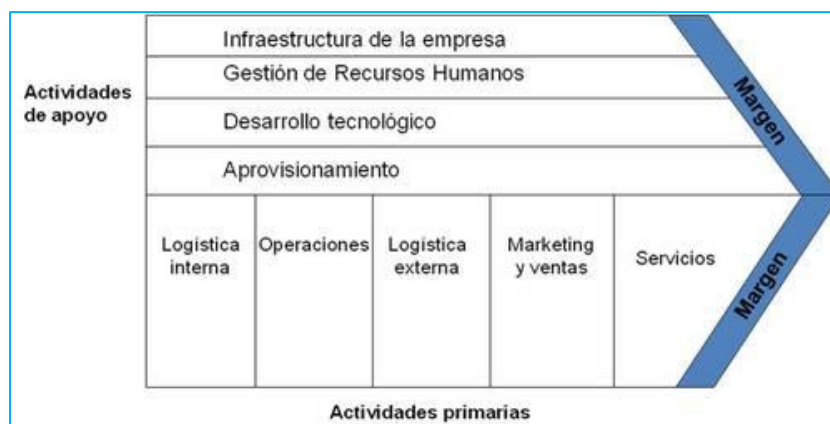 Infraestructura de la empresa
Gestión de Recursos Humanos
Actividades
de apoyo
Desarrollo tecnológico
Aprovisionamiento
Margen
Logística
interna
Operaciones
Logística
externa
Marketing
y ventas
Servicios
Margen
Actividades primarias